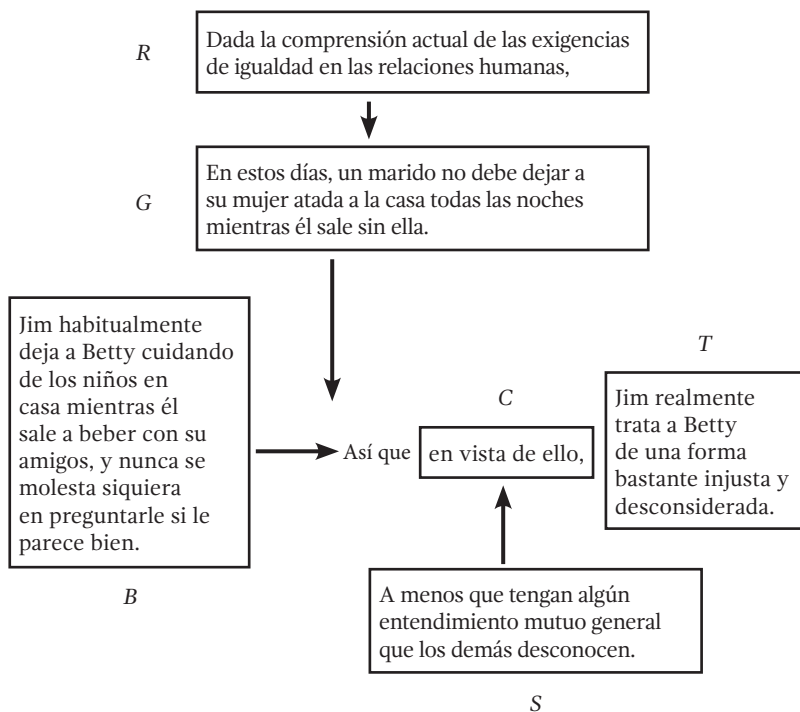 R
Dada la comprensión actual de las exigencias
de igualdad en las relaciones humanas,
G
En estos días, un marido no debe dejar a
su mujer atada a la casa todas las noches
mientras él sale sin ella.
Jim habitualmente
deja a Betty cuidando
de los niños en
casa mientras él
sale a beber con su
amigos, y nunca se
molesta siquiera
en preguntarle si le
parece bien.
B
Así que
C
en vista de ello,
T
Jim realmente
trata a Betty
de una forma
bastante injusta y
desconsiderada.
A menos que tengan algún
entendimiento mutuo general
que los demás desconocen.
S